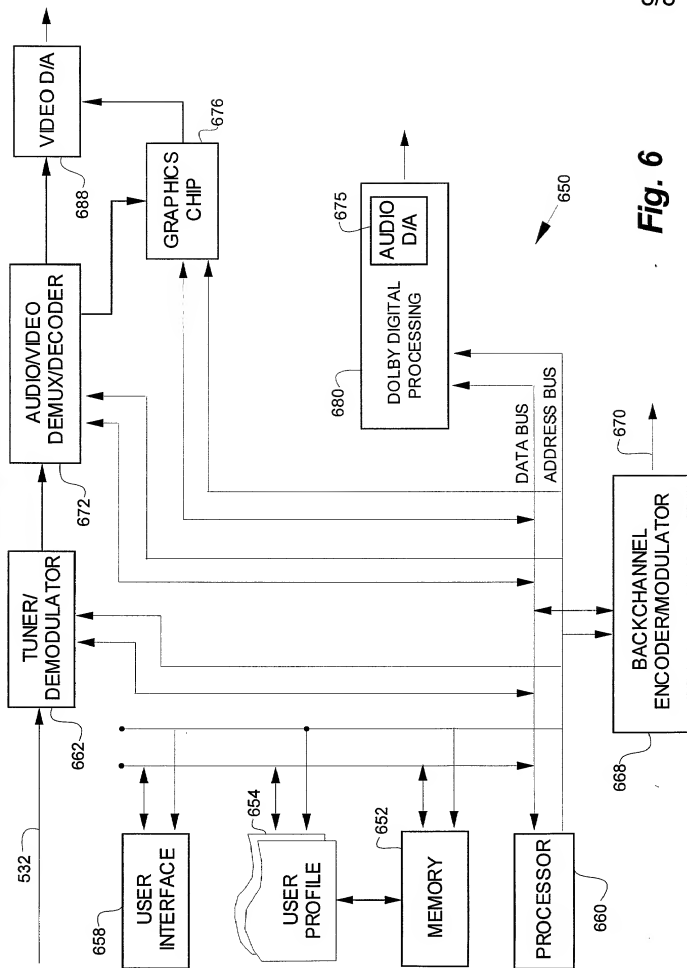 532
TUNER/
DEMODULATOR
662
AUDIO/VIDEO
DEMUX/DECODER
672
VIDEO D/A
688
GRAPHICS
CHIP
676
658
USER
INTERFACE
654
USER
PROFILE
652
MEMORY
PROCESSOR
660
680
DOLBY DIGITAL
PROCESSING
675
AUDIO
D/A
DATA BUS
ADDRESS BUS
650
668
BACKCHANNEL
ENCODER/MODULATOR
670
Fig. 6